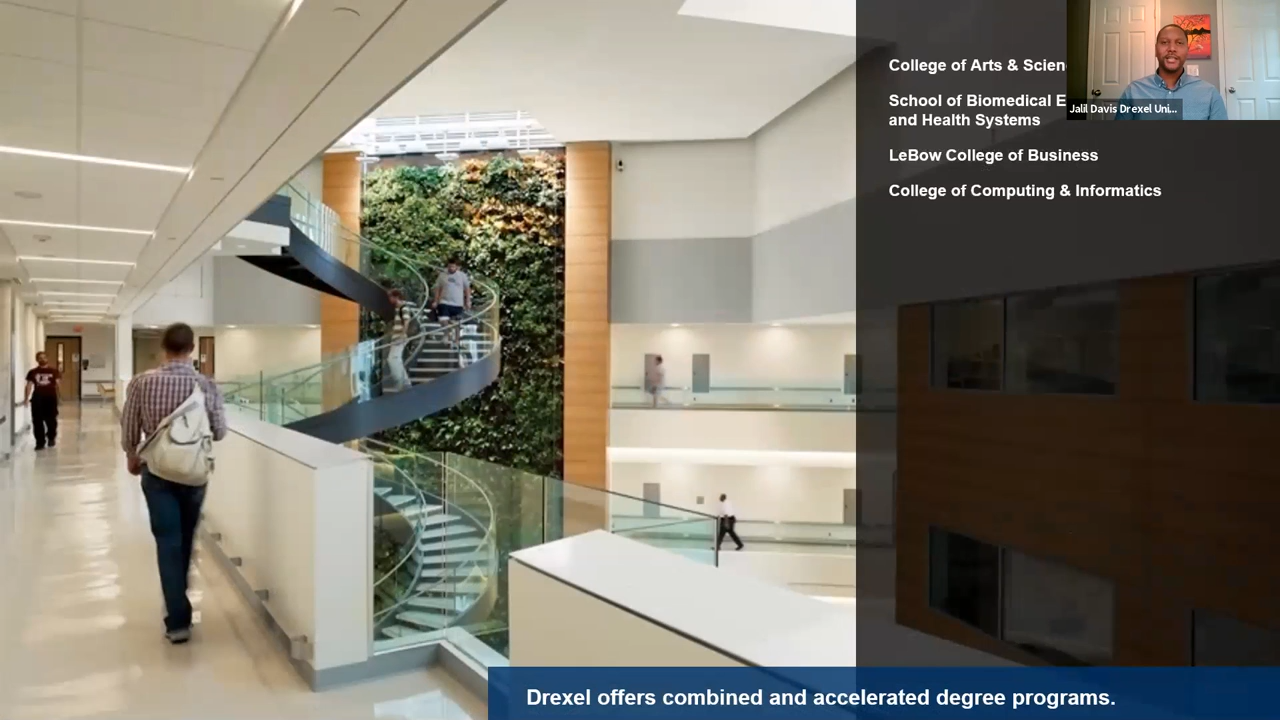 College of Arts & Scien
School of Biomedical E
and Health Systems
LeBow College of Business
College of Computing & Informatics
Jalil Davis Drexel Uni...
Drexel offers combined and accelerated degree programs.